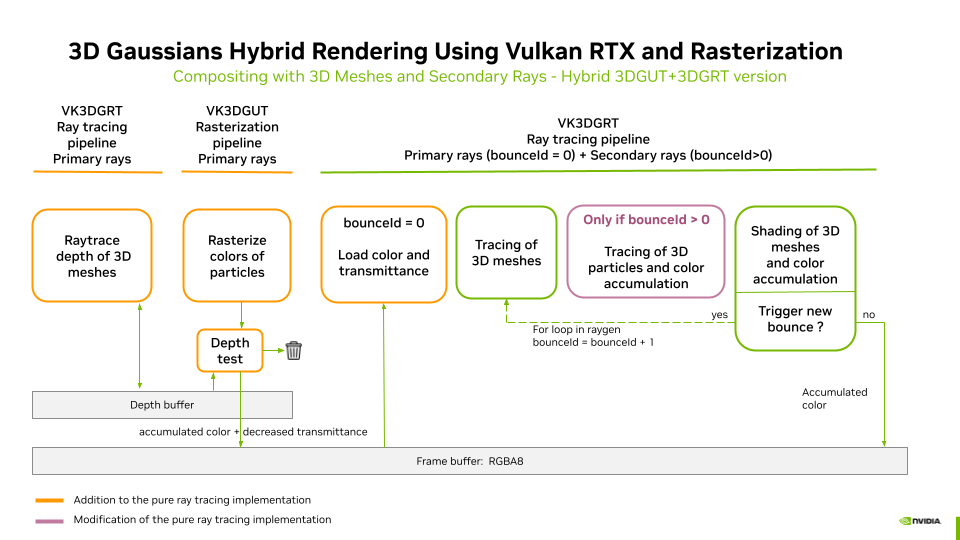 3D Gaussians Hybrid Rendering Using Vulkan RTX and Rasterization
Compositing with 3D Meshes and Secondary Rays - Hybrid 3DGUT+3DGRT version
VK3DGRT
Ray tracing
pipeline
Primary rays
VK3DGUT
Rasterization
pipeline
Primary rays
VK3DGRT
Ray tracing pipeline
Primary rays (bounceId = 0) + Secondary rays (bounceId>0)
Raytrace
depth of 3D
meshes
Rasterize
colors of
particles
bounceId = 0
Load color and
transmittance
Tracing of
3D meshes
Only if bounceId > 0
Tracing of 3D
particles and color
accumulation
Shading of 3D
meshes
and color
accumulation
Trigger new
bounce ?
yes
no
For loop in raygen
bounceId = bounceId + 1
Depth
test
Depth buffer
Accumulated
color
accumulated color + decreased transmittance
Frame buffer: RGBA8
Addition to the pure ray tracing implementation
Modification of the pure ray tracing implementation
NVIDIA